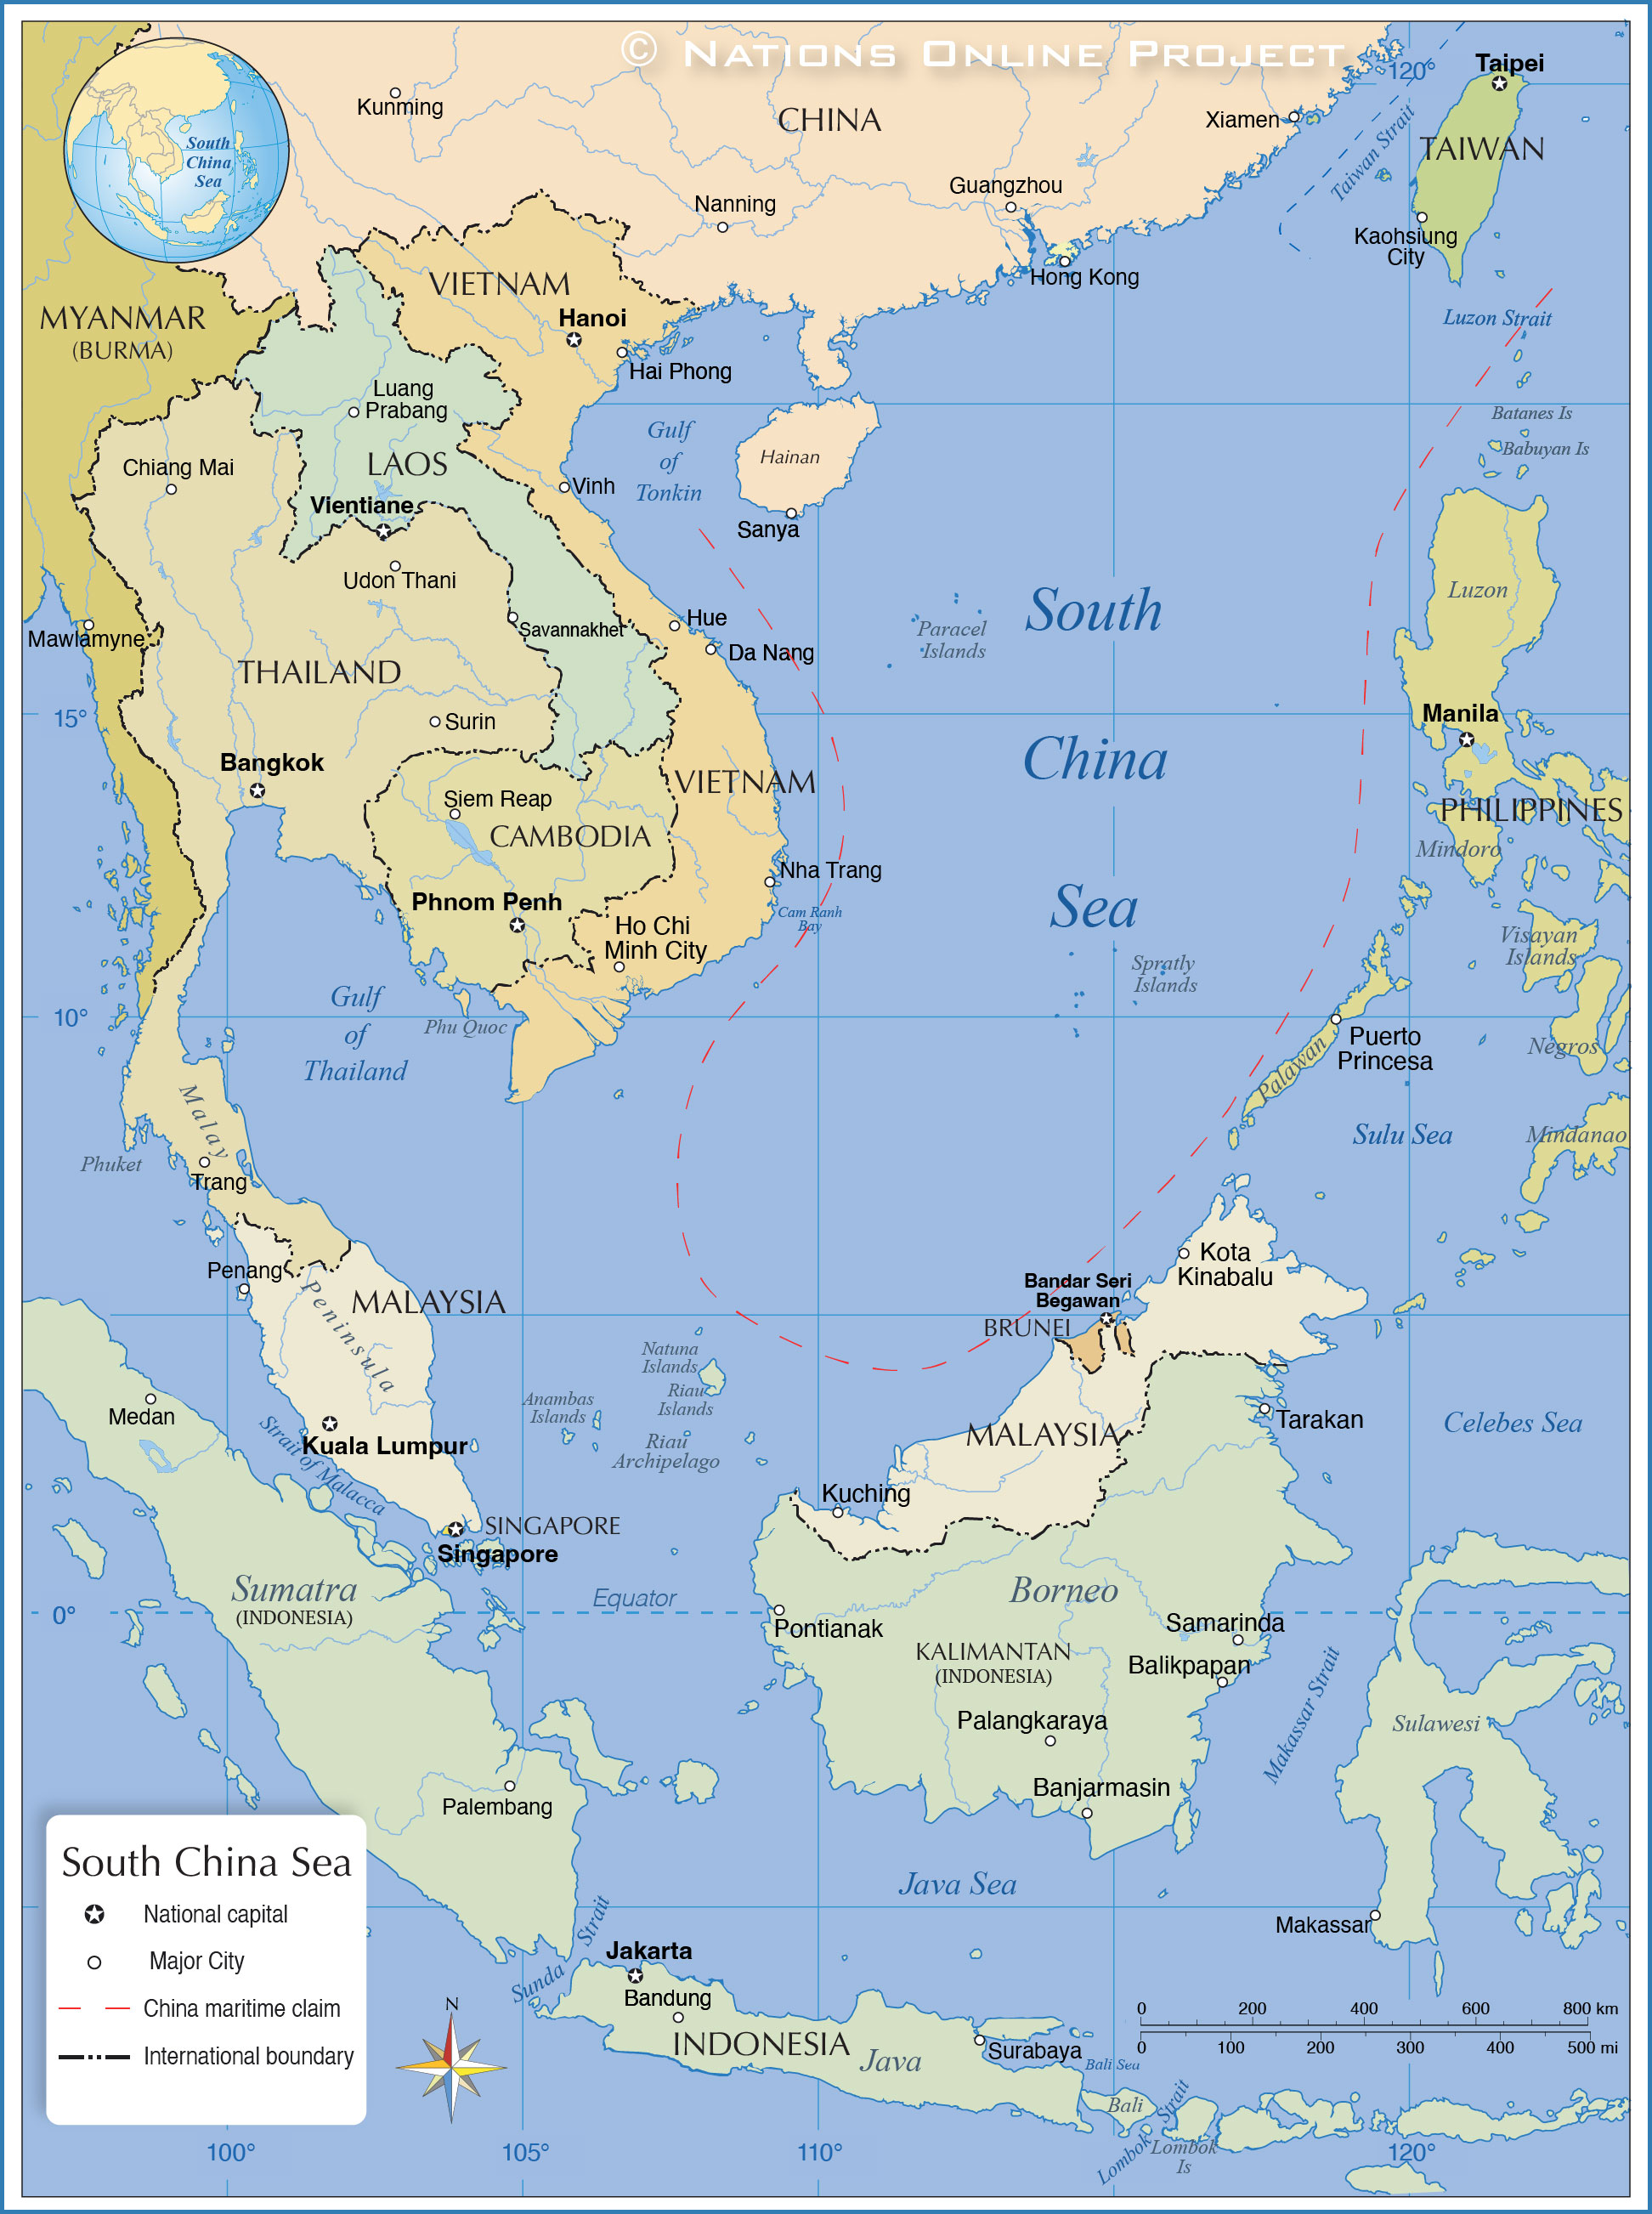 © NATIONS ONLINE PROJECT
120°
Taipei
Kunming
CHINA
Xiamen
Taiwan Strait
TAIWAN
South
China
Sea
Guangzhou
Nanning
Kaohsiung
City
Hong Kong
VIETNAM
MYANMAR
(BURMA)
Hanoi
Luzon Strait
Hai Phong
Luang
Prabang
Batanes Is
Gulf
of
Tonkin
Babuyan Is
Hainan
Chiang Mai
LAOS
Vinh
Vientiane
Sanya
Udon Thani
Luzon
South
China
Sea
Hue
Paracel
Islands
Savannakhet
Mawlamyne
Da Nang
THAILAND
15°
Surin
Manila
Bangkok
VIETNAM
Siem Reap
CAMBODIA
PHILIPPINES
Mindoro
Nha Trang
Phnom Penh
Cam Ranh
Bay
Ho Chi
Minh City
Visayan
Islands
Spratly
Islands
Gulf
of
Thailand
10°
Phu Quoc
Puerto
Princesa
Negros
Palawan
Malay
Peninsula
Sulu Sea
Mindanao
Phuket
Trang
Kota
Kinabalu
Penang
Bandar Seri
Begawan
MALAYSIA
BRUNEI
Natuna
Islands
Riau
Islands
Anambas
Islands
Medan
Tarakan
Celebes Sea
Strait of Malacca
Kuala Lumpur
MALAYSIA
Riau
Archipelago
Kuching
SINGAPORE
Singapore
Sumatra
(INDONESIA)
Equator
Borneo
0°
Pontianak
Samarinda
KALIMANTAN
(INDONESIA)
Balikpapan
Makassar Strait
Palangkaraya
Sulawesi
Banjarmasin
Palembang
South China Sea
National capital
Major City
China maritime claim
International boundary
Java Sea
Makassar
Sunda Strait
Jakarta
Bandung
N
INDONESIA
Java
Surabaya
0 200 400 600 800 km
0 100 200 300 400 500 mi
Bali Sea
Bali
Lombok Strait
Lombok
Is
100°
105°
110°
120°